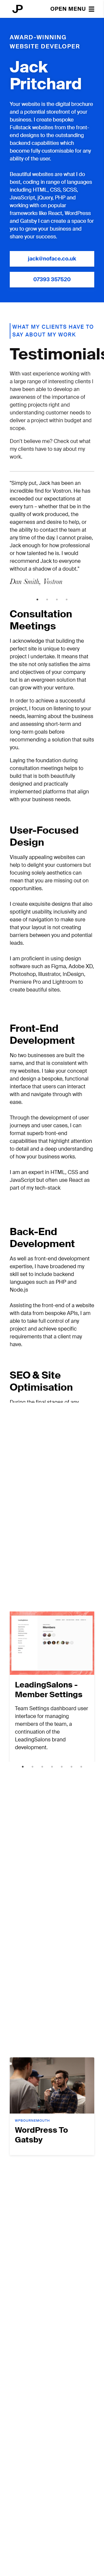 JP
OPEN MENU
AWARD-WINNING
WEBSITE DEVELOPER
Jack
Pritchard
Your website is the digital brochure
and a potential storefront of your
business. I create bespoke
Fullstack websites from the front-
end designs to the outstanding
backend capabilities which
become totally customisable for any
ability of the user.
Beautiful websites are what I do
best, coding in range of languages
including HTML, CSS, SCSS,
JavaScript, jQuery, PHP and
working with on popular
frameworks like React, WordPress
and Gatsby I can create a space for
you to grow your business and
shown your success.
jack@noface.co.uk
07393 357520
WHAT MY CLIENTS HAVE TO
SAY ABOUT MY WORK
Testimonials
With vast experience working with
a large range of interesting clients I
have been exposed to a variety of
projects and management
structures. I pride myself on
understanding customer needs to
deliver a project within budget and
scope.
Don't believe me? Check out what
my clients have to say about my
work.
"Simply put, Jack has been an
incredible find for Vostron. He has
exceeded our expectations at
every turn – whether through the
quality of work produced, the
eagerness and desire to help, or
the ability to contact the team at
any time of day. I cannot praise,
Jack enough for how instrumental
or how talented he is. I would
recommend Jack to everyone
without a shadow of a doubt."
Dan Smith, Vostron
Consultation
Meetings
I acknowledge that building the
perfect site is unique to every
project I undertake. It means that
the site has to not only reflect and
outshine but embody all the aims
and objectives of your company.
Building this begins with how we
can grow with your wants.
In order to achieve a successful
project, I focus on listening to your
needs, learning about the business
and assessing short-term and
long-term goals before
recommending a solution that suits
you.
Laying the foundation during
consultation meetings helps to
build that is in both beautifully
designed and practically
implemented platforms that align
with your business needs.
User-Focused
Design
Visually appealing websites can
help your customers but focusing
solely aesthetics can mean that you
are missing out on opportunities.
I create exquisite designs that also
spotlight usability, inclusivity and
ease of navigation to make sure
that your layout is not creating
barriers between you and potential
leads.
I am proficient in using design
software such as Figma, Adobe XD,
Photoshop, Illustrator, InDesign,
Premiere Pro and Lightroom to
create beautiful sites.
Front-End
Development
No two businesses are built the
same, and that is consistent with
my websites. I take your concept
and design a bespoke, functional
interface that users can interact
with and navigate through with
ease.
Through the development of user
journeys and user cases, I can
format superb front-end
capabilities that have astonishing
attention to detail and a deep
understanding of how your
business works.
I am an expert in HTML, CSS and
JavaScript but often use React as
part of my tech-stack
Back-End
Development
As well as front-end development
expertise, I have broadened my
skill set to include backend
languages such as PHP and
Node.js
Assisting the front-end of a website
with data from bespoke APIs, I am
able to take full control of any
project and achieve specific
requirements that a client may
have.
SEO & Site
Optimisation
During the final stages of any
LeadingSalons -
Member Settings
Team Settings dashboard user
interface for managing
members of the team, a
continuation of the
LeadingSalons brand
development.
WPBOURNEMOUTH
WordPress To
Gatsby